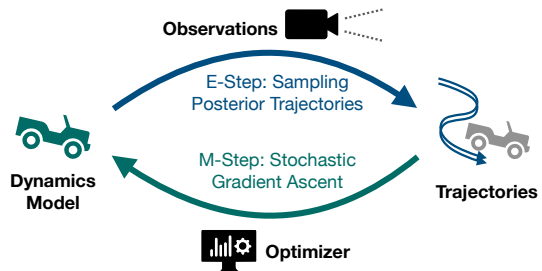 Observations
E-Step: Sampling
Posterior Trajectories
Dynamics
Model
M-Step: Stochastic
Gradient Ascent
Trajectories
Optimizer